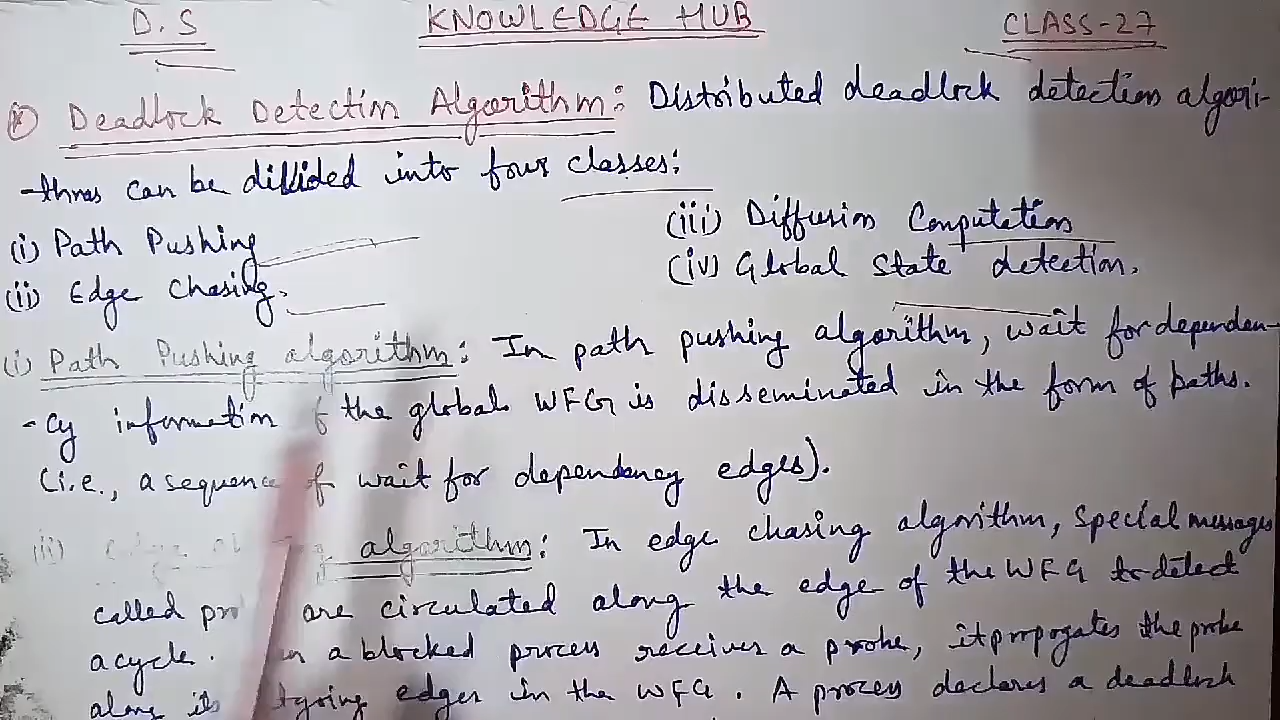 D.S KNOWLEDGE HUB CLASS-27
Deadlock Detection Algorithm: Distributed deadlock detection algori-
-thms can be divided into four classes:
(i) Path Pushing
(ii) Edge Chasing.
(iii) Diffusion Computation
(iv) Global State detection.
(i) Path Pushing algorithm: In path pushing algorithm, wait for dependen-
-cy information of the global WFG is disseminated in the form of paths.
(i.e., a sequence of wait for dependency edges).
(ii) Edge algorithm: In edge chasing algorithm, special messages
called are circulated along the edge of the WFG to detect
a cycle. a blocked process receives a probe, it propogates the probe
along its edges in the WFG. A process declares a deadlock